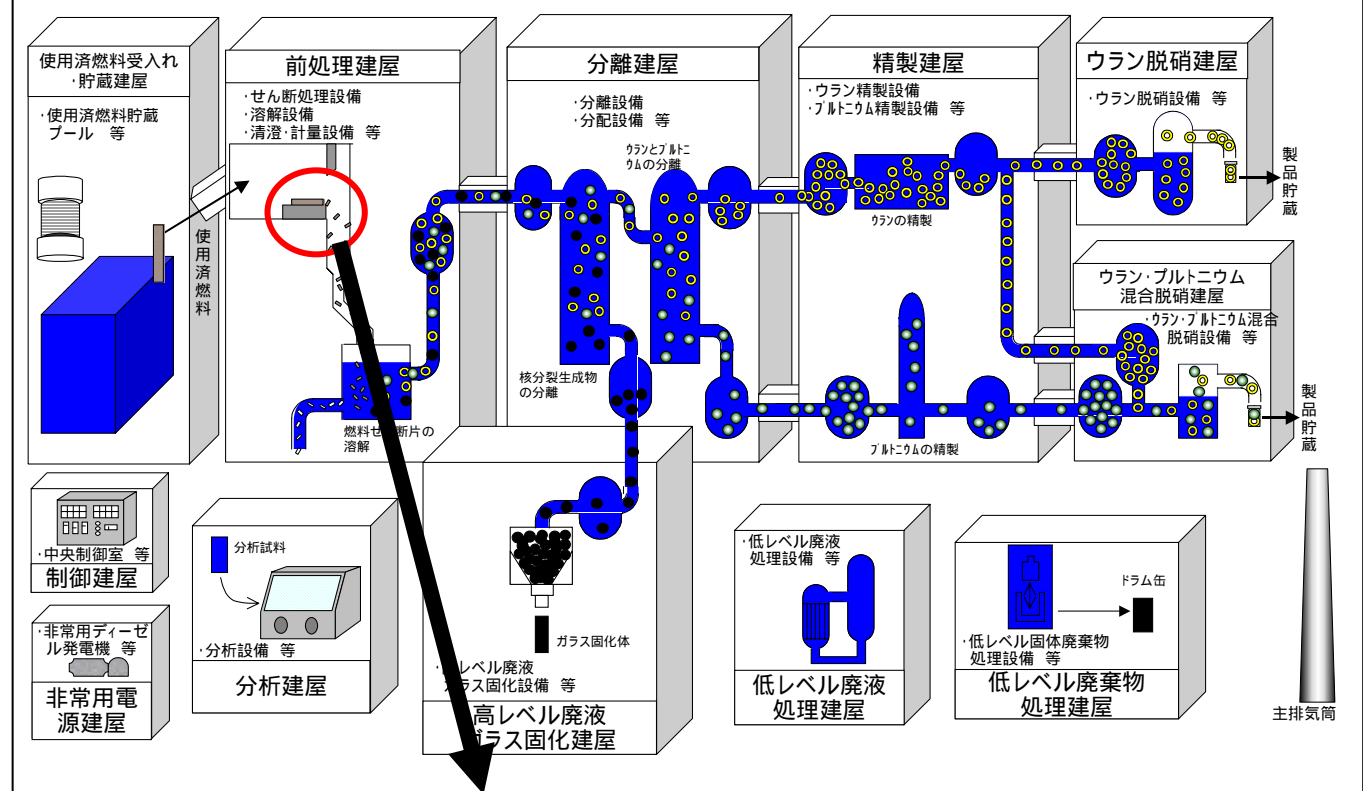 使用済燃料受入れ
・貯蔵建屋
・使用済燃料貯蔵
プール 等
使用済燃料
前処理建屋
・せん断処理設備
・溶解設備
・清澄・計量設備 等
燃料せ
断片の
溶解
分離建屋
・分離設備
・分配設備 等
ウランとプルトニ
ウムの分離
核分裂生成物
の分離
精製建屋
・ウラン精製設備
・プルトニウム精製設備 等
ウランの精製
プルトニウムの精製
ウラン脱硝建屋
・ウラン脱硝設備 等
製品貯蔵
ウラン・プルトニウム
混合脱硝建屋
・ウラン・プルトニウム混合
脱硝設備 等
製品貯蔵
・中央制御室 等
制御建屋
・非常用ディーゼ
ル発電機 等
非常用電
源建屋
分析試料
・分析設備 等
分析建屋
ガラス固化体
レベル廃液
ラス固化設備 等
高レベル廃液
ガラス固化建屋
・低レベル廃液
処理設備 等
低レベル廃液
処理建屋
ドラム缶
・低レベル固体廃棄物
処理設備 等
低レベル廃棄物
処理建屋
主排気筒